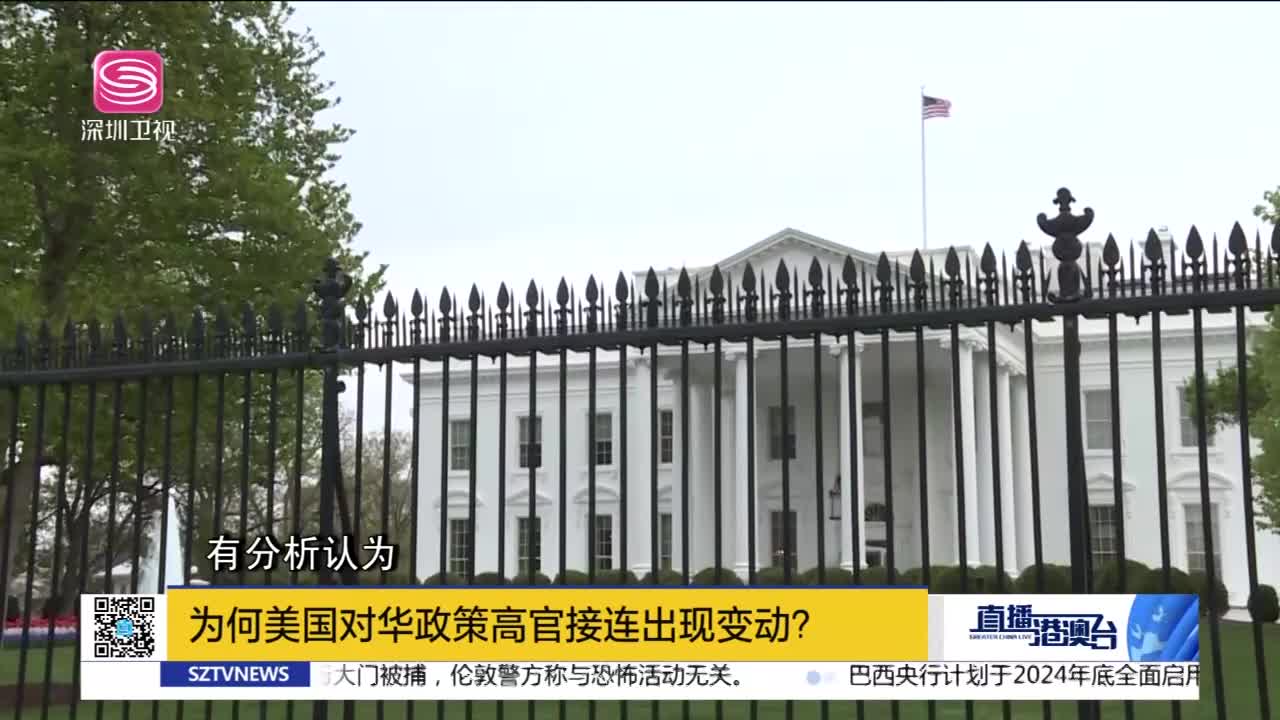 深圳卫视
有分析认为
为何美国对华政策高官接连出现变动?
直播港澳台
GREATER CHINA LIVE
SZTVNEWS
大门被捕，伦敦警方称与恐怖活动无关。
巴西央行计划于2024年底全面启用